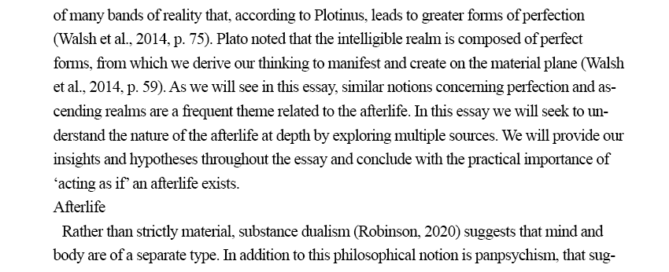 of many bands of reality that, according to Plotinus, leads to greater forms of perfection
(Walsh et al., 2014, p. 75). Plato noted that the intelligible realm is composed of perfect
forms, from which we derive our thinking to manifest and create on the material plane (Walsh
et al., 2014, p. 59). As we will see in this essay, similar notions concerning perfection and as-
cending realms are a frequent theme related to the afterlife. In this essay we will seek to un-
derstand the nature of the afterlife at depth by exploring multiple sources. We will provide our
insights and hypotheses throughout the essay and conclude with the practical importance of
‘acting as if’ an afterlife exists.
Afterlife
Rather than strictly material, substance dualism (Robinson, 2020) suggests that mind and
body are of a separate type. In addition to this philosophical notion is panpsychism, that sug-